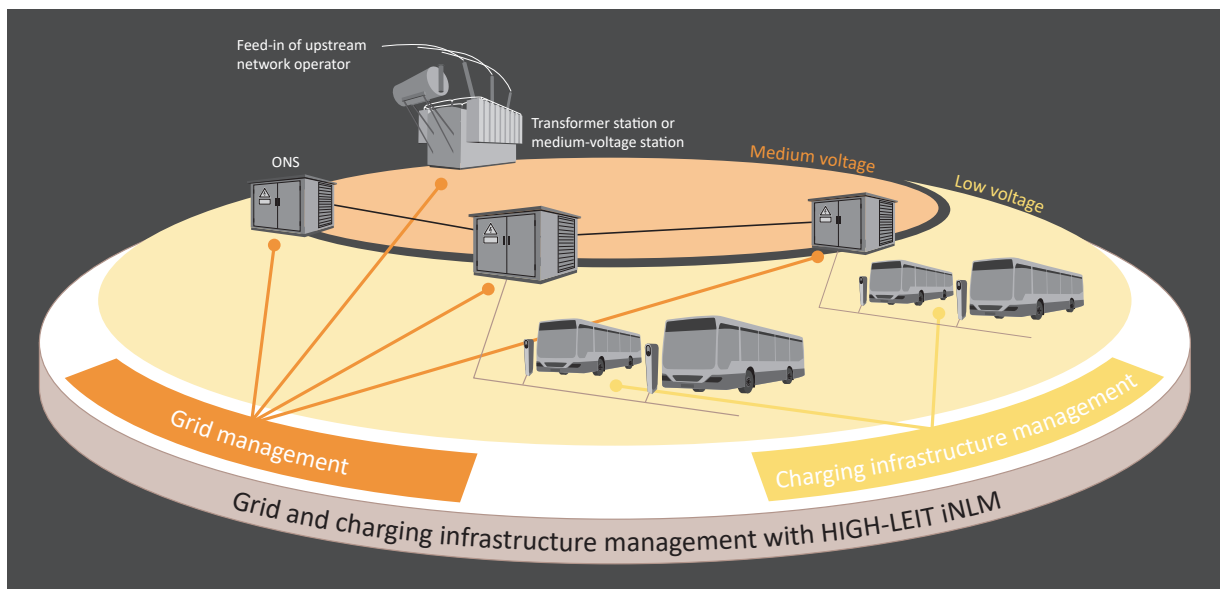 Feed-in of upstream
network operator
Transformer station or
medium-voltage station
ONS
Medium voltage
Low voltage
Grid management
Charging infrastructure management
Grid and charging infrastructure management with HIGH-LEIT iNLM